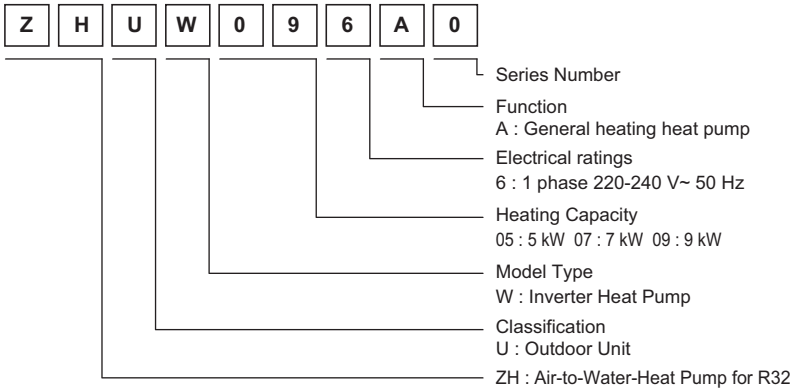 Z H U W 0 9 6 A 0
Series Number
Function
A : General heating heat pump
Electrical ratings
6 : 1 phase 220-240 V~ 50 Hz
Heating Capacity
05 : 5 kW 07 : 7 kW 09 : 9 kW
Model Type
W : Inverter Heat Pump
Classification
U : Outdoor Unit
ZH : Air-to-Water-Heat Pump for R32